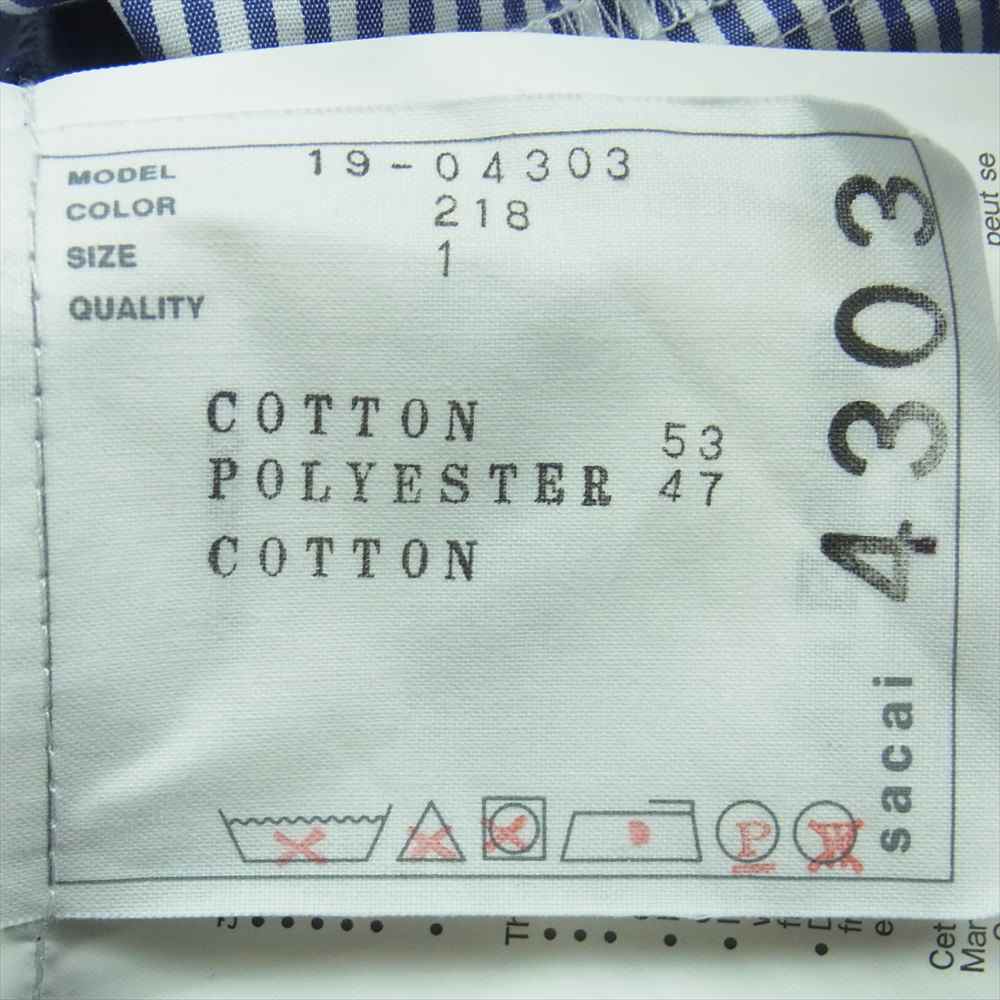 MODEL 19-04303
COLOR 218
SIZE 1
QUALITY
COTTON 53
POLYESTER 47
COTTON
P
sacai 4303
peut se
Cet
Mar